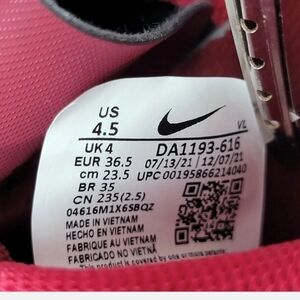 US
4.5
VL
UK 4
DA1193-616
EUR 36.5
07/13/21 | 12/07/21
cm 23.5
UPC 00195866214040
BR 35
CN 235(2.5)
04616M1X6SBQZ
MADE IN VIETNAM
HECHO EN VIETNAM
FABRIQUE AU VIETNAM
FABRICADO NO VIETNÃ